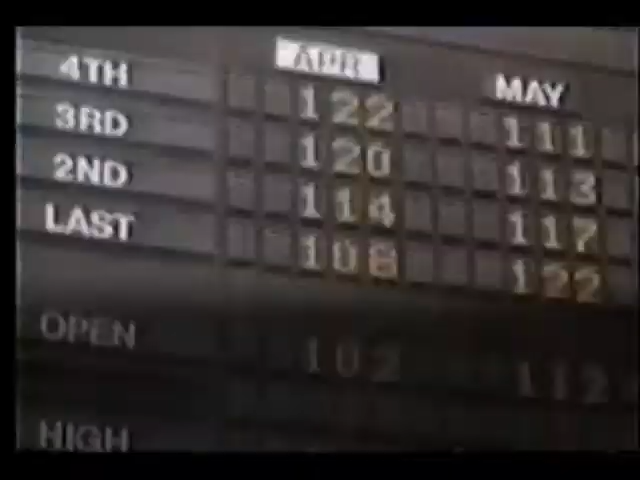 APR MAY
4TH 122 111
3RD 120 113
2ND 114 117
LAST 108 122
OPEN 102 112
HIGH